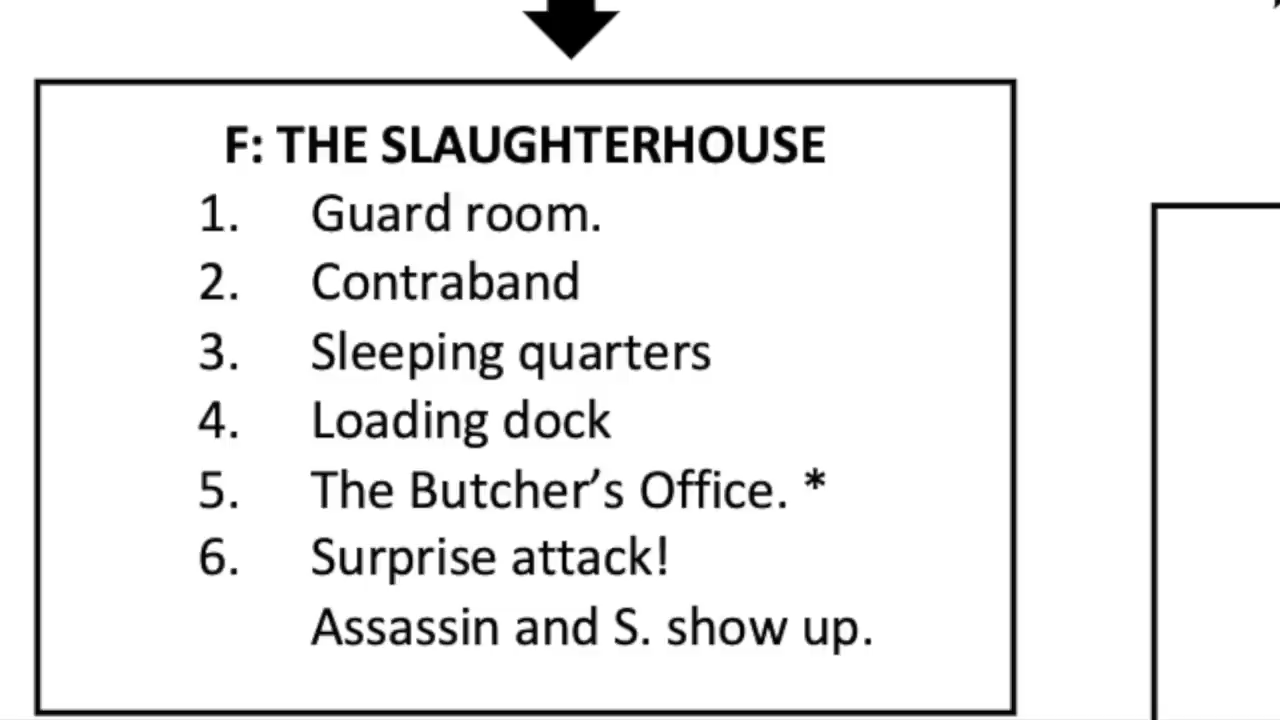 F: THE SLAUGHTERHOUSE
1. Guard room.
2. Contraband
3. Sleeping quarters
4. Loading dock
5. The Butcher’s Office. *
6. Surprise attack!
Assassin and S. show up.